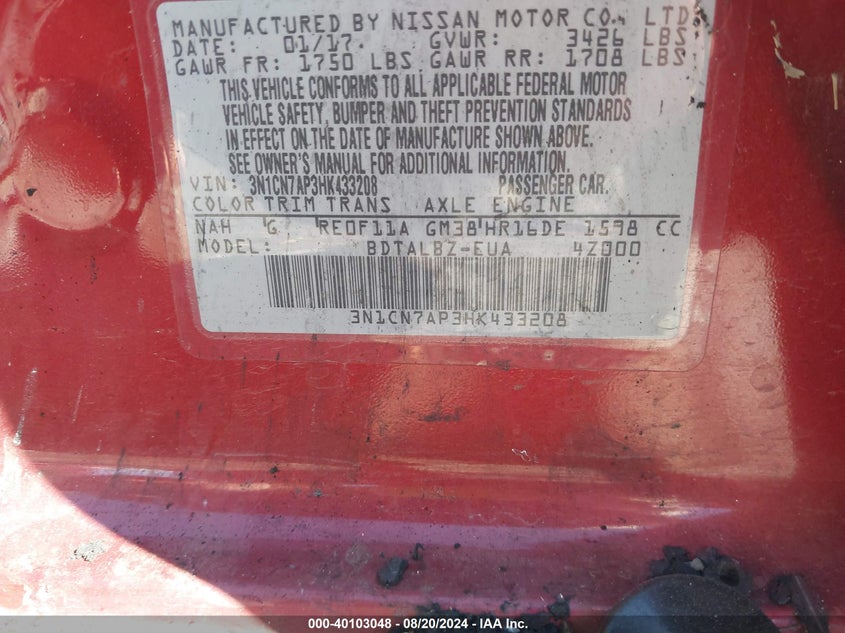 MANUFACTURED BY NISSAN MOTOR CO., LTD.
DATE: 01/17. GVWR: 3426 LBS
GAWR FR: 1750 LBS GAWR RR: 1708 LBS
THIS VEHICLE CONFORMS TO ALL APPLICABLE FEDERAL MOTOR
VEHICLE SAFETY, BUMPER AND THEFT PREVENTION STANDARDS
IN EFFECT ON THE DATE OF MANUFACTURE SHOWN ABOVE.
SEE OWNER'S MANUAL FOR ADDITIONAL INFORMATION.
VIN: 3N1CN7AP3HK433208 PASSENGER CAR.
COLOR TRIM TRANS AXLE ENGINE
NAH G RE0F11A GM38 HR16DE 1598 CC
MODEL: BDTALBZ-EUA 4Z000
3N1CN7AP3HK433208
000-40103048 - 08/20/2024 - IAA Inc.